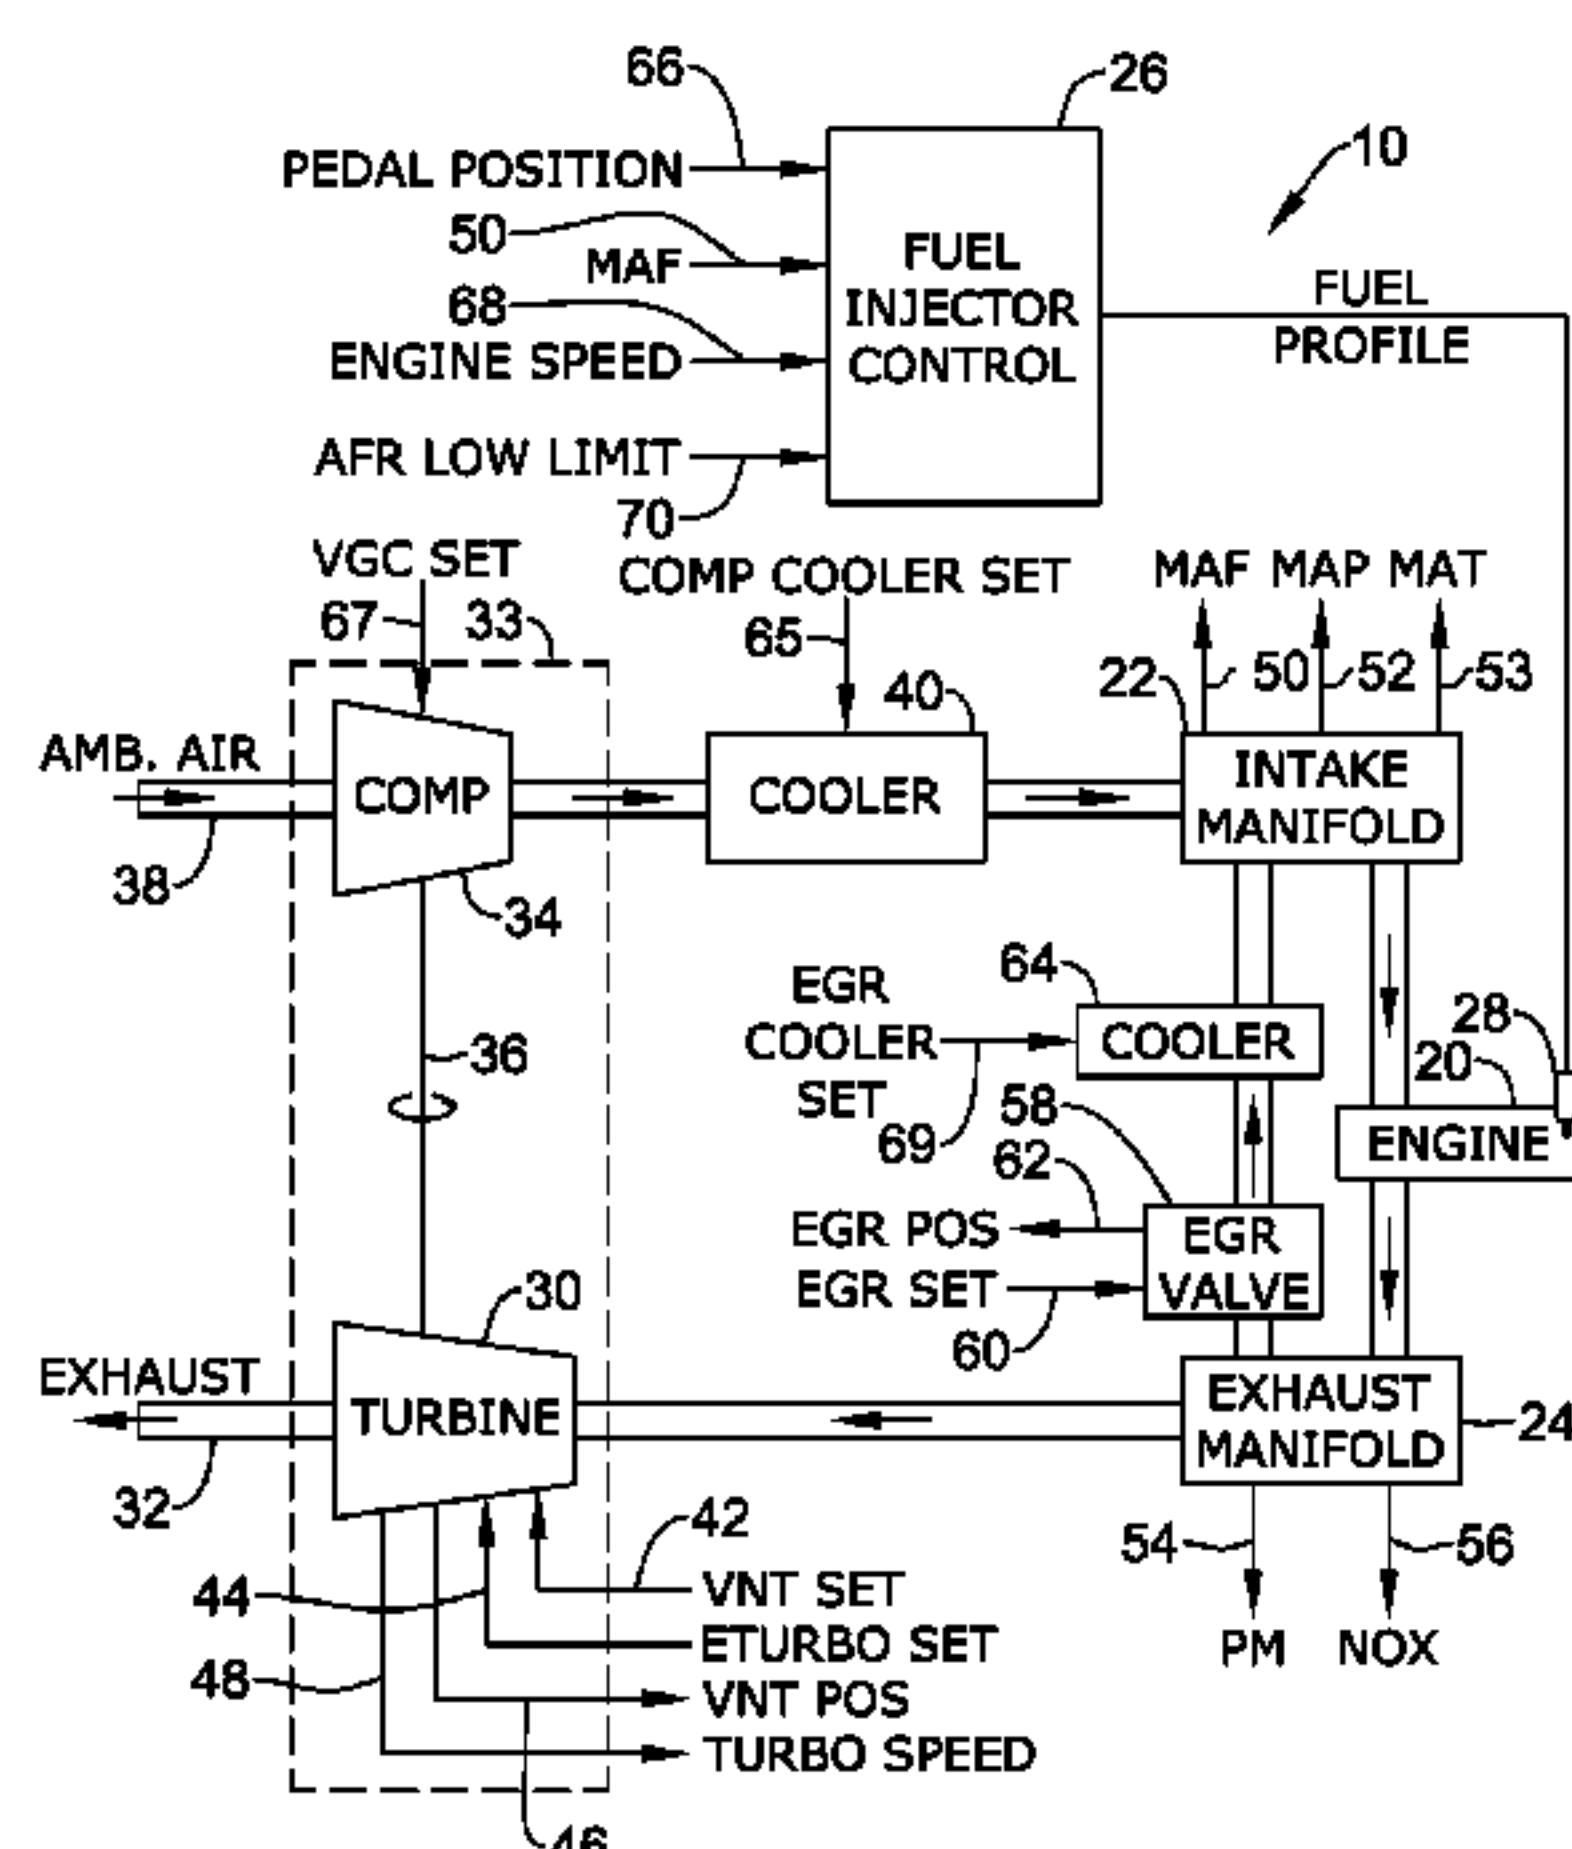 66
26
10
PEDAL POSITION
50
MAF
68
ENGINE SPEED
AFR LOW LIMIT
70
FUEL
INJECTOR
CONTROL
FUEL
PROFILE
VGC SET
67
33
COMP COOLER SET
65
40
MAF MAP MAT
22
50
52
53
AMB. AIR
COMP
COOLER
INTAKE
MANIFOLD
38
34
36
EGR
COOLER
SET
69
64
COOLER
28
20
ENGINE
58
62
EGR POS
EGR SET
60
EGR
VALVE
30
EXHAUST
TURBINE
32
EXHAUST
MANIFOLD
24
42
44
48
VNT SET
ETURBO SET
VNT POS
TURBO SPEED
46
54
56
PM
NOX